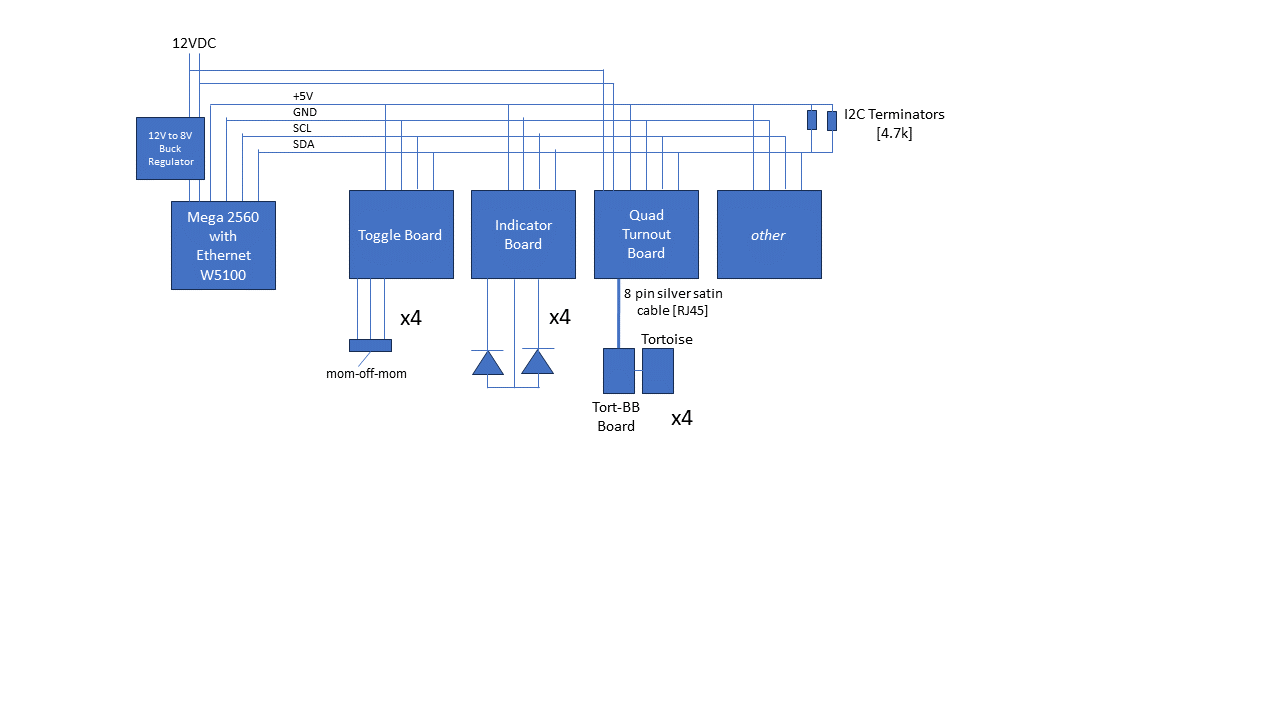 12VDC
+5V
GND
SCL
SDA
I2C Terminators
[4.7k]
12V to 8V
Buck
Regulator
Mega 2560
with
Ethernet
W5100
Toggle Board
Indicator
Board
Quad
Turnout
Board
other
8 pin silver satin
cable [RJ45]
x4
x4
Tortoise
mom-off-mom
Tort-BB
Board
x4